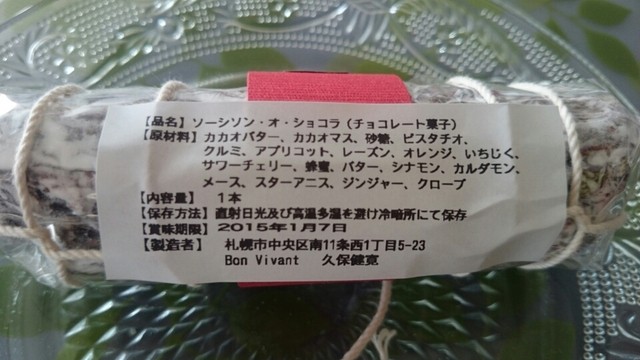 【品名】ソーシソン・オ・ショコラ（チョコレート菓子）
【原材料】カカオバター、カカオマス、砂糖、ピスタチオ、
クルミ、アプリコット、レーズン、オレンジ、いちじく、
サワーチェリー、蜂蜜、バター、シナモン、カルダモン、
メース、スターアニス、ジンジャー、クローブ
【内容量】 1本
【保存方法】直射日光及び高温多湿を避け冷暗所にて保存
【賞味期限】2015年1月7日
【製造者】 札幌市中央区南11条西1丁目5-23
Bon Vivant 久保健寛